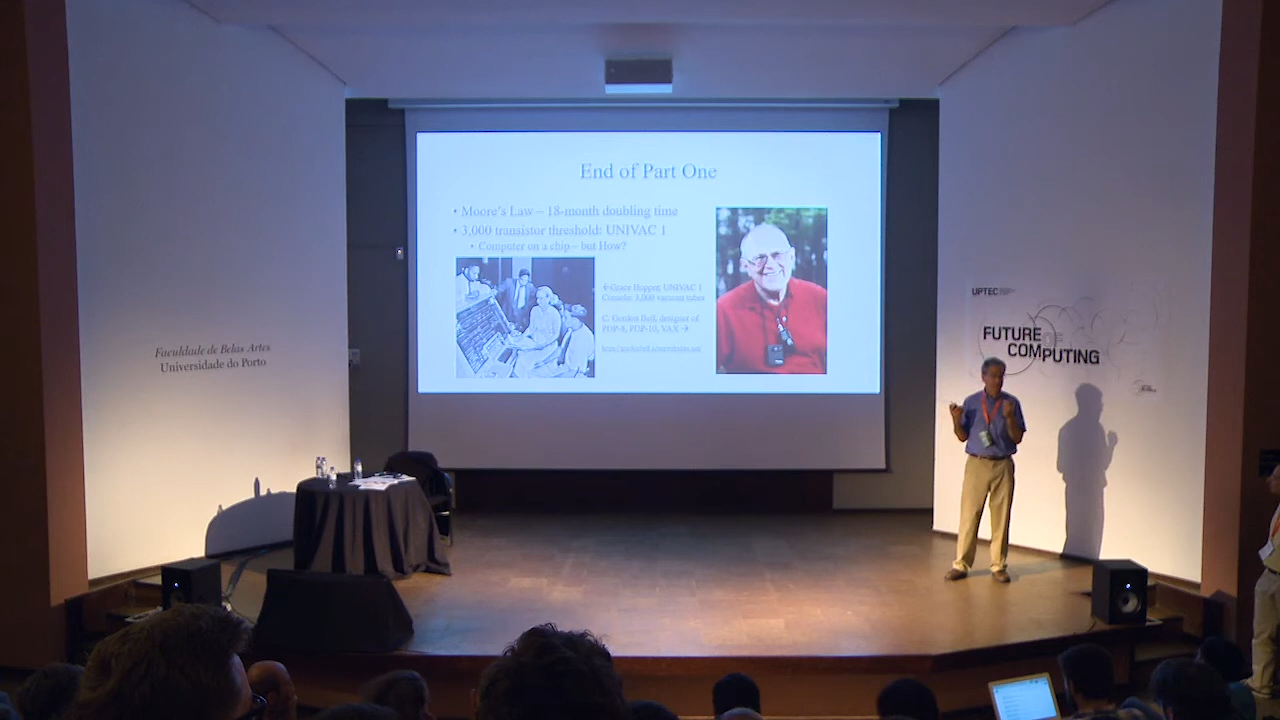 End of Part One
• Moore's Law – 18-month doubling time
• 3,000 transistor threshold: UNIVAC 1
• Computer on a chip—but How?
←Grace Hopper, UNIVAC 1
Console: 3,000 vacuum tubes
C. Gordon Bell, designer of
PDP-8, PDP-10, VAX →
Faculdade de Belas Artes
Universidade do Porto
UPTEC
FUTURE OF
COMPUTING